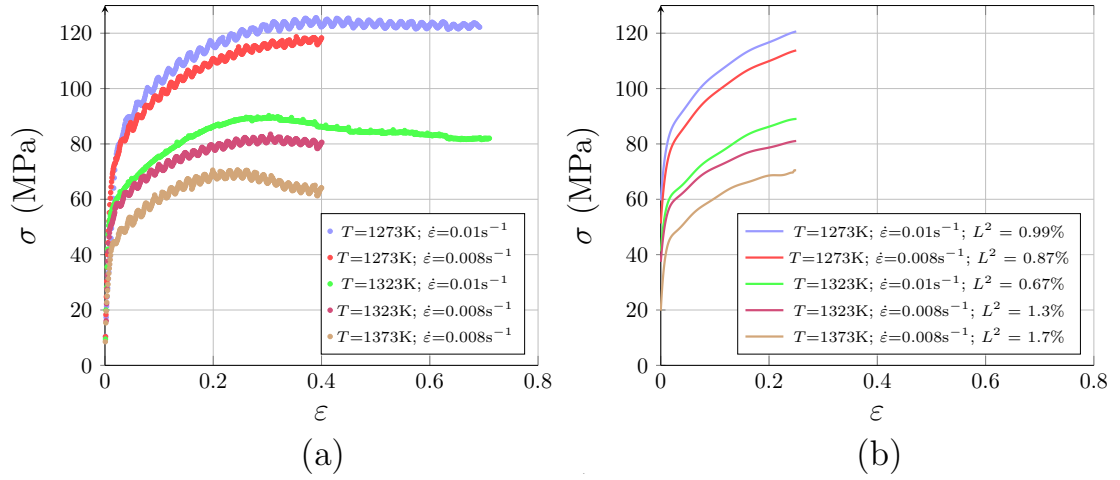 120
100
80
60
40
20
0
σ (MPa)
0
0.2
0.4
0.6
0.8
ε
T=1273K; ε̇=0.01s⁻¹
T=1273K; ε̇=0.008s⁻¹
T=1323K; ε̇=0.01s⁻¹
T=1323K; ε̇=0.008s⁻¹
T=1373K; ε̇=0.008s⁻¹
(a)
120
100
80
60
40
20
0
σ (MPa)
0
0.2
0.4
0.6
0.8
ε
T=1273K; ε̇=0.01s⁻¹; L² = 0.99%
T=1273K; ε̇=0.008s⁻¹; L² = 0.87%
T=1323K; ε̇=0.01s⁻¹; L² = 0.67%
T=1323K; ε̇=0.008s⁻¹; L² = 1.3%
T=1373K; ε̇=0.008s⁻¹; L² = 1.7%
(b)